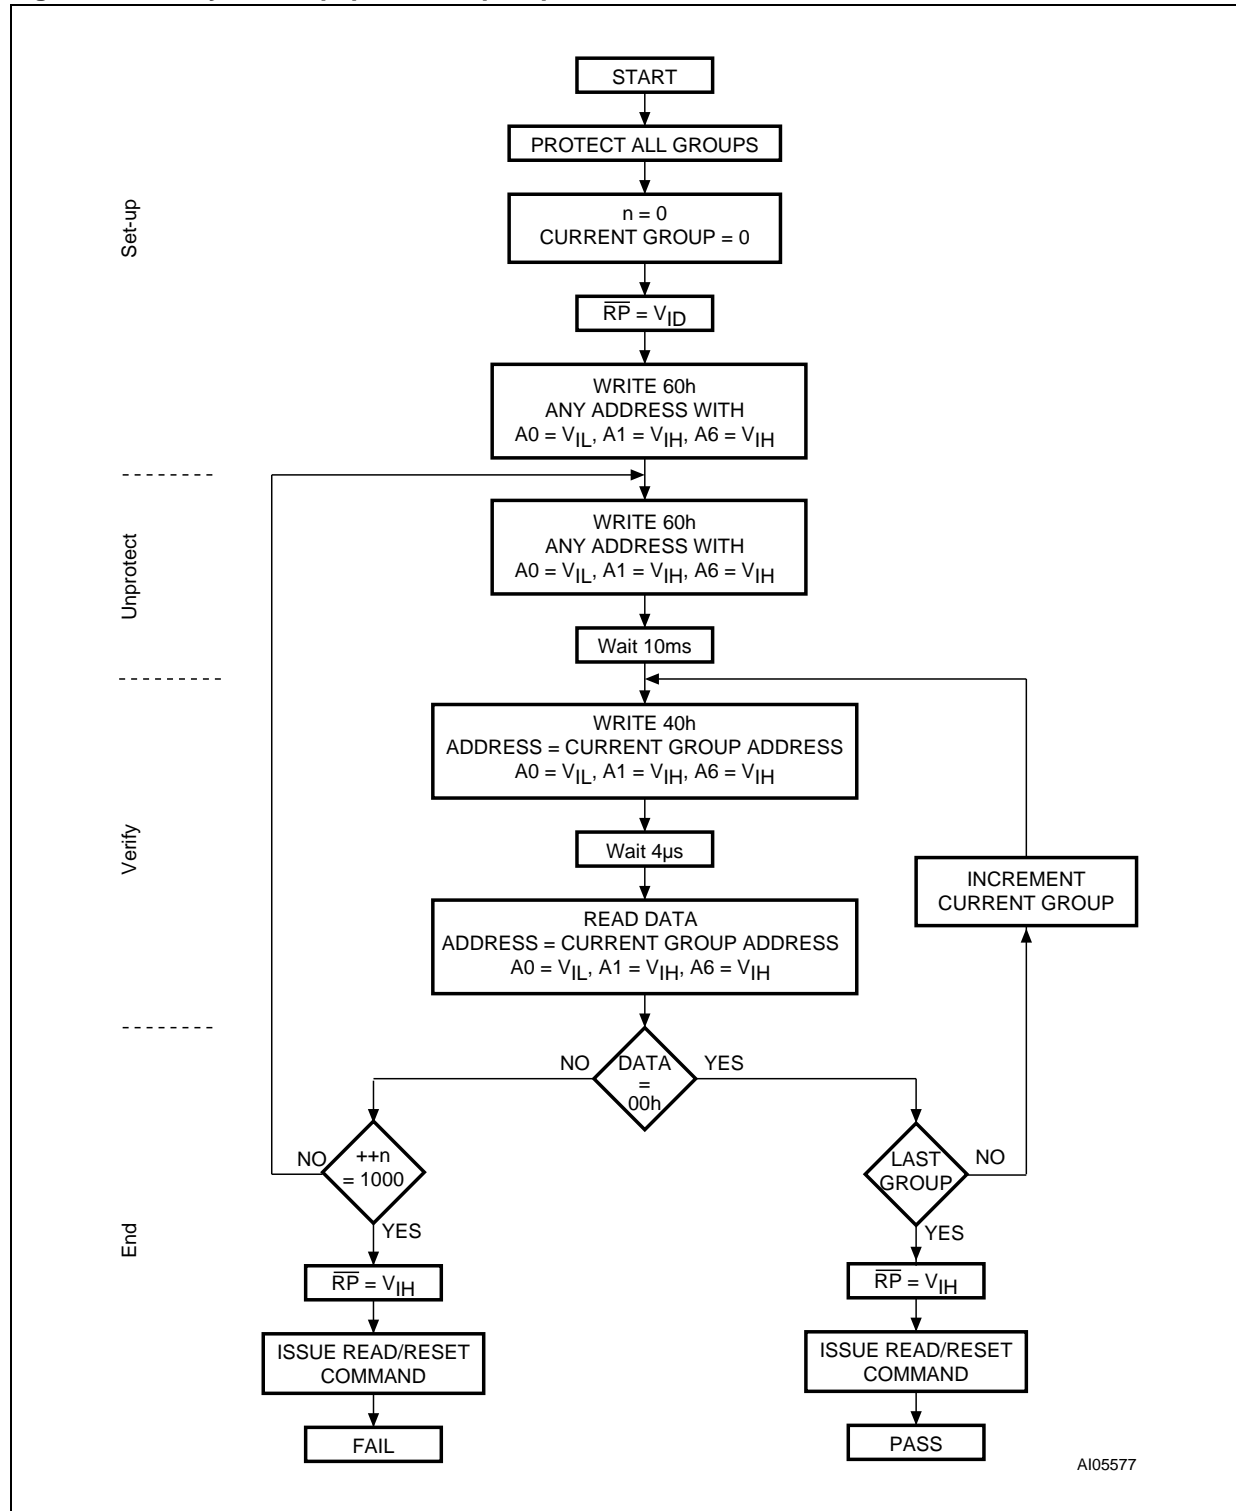 START
PROTECT ALL GROUPS
n = 0
CURRENT GROUP = 0
Set-up
RP = VID
WRITE 60h
ANY ADDRESS WITH
A0 = VIL, A1 = VIH, A6 = VIH
Unprotect
WRITE 60h
ANY ADDRESS WITH
A0 = VIL, A1 = VIH, A6 = VIH
Wait 10ms
Verify
WRITE 40h
ADDRESS = CURRENT GROUP ADDRESS
A0 = VIL, A1 = VIH, A6 = VIH
Wait 4µs
INCREMENT
CURRENT GROUP
READ DATA
ADDRESS = CURRENT GROUP ADDRESS
A0 = VIL, A1 = VIH, A6 = VIH
End
NO
DATA
=
00h
YES
NO
++n
= 1000
YES
LAST
GROUP
NO
YES
RP = VIH
RP = VIH
ISSUE READ/RESET
COMMAND
ISSUE READ/RESET
COMMAND
FAIL
PASS
AI05577